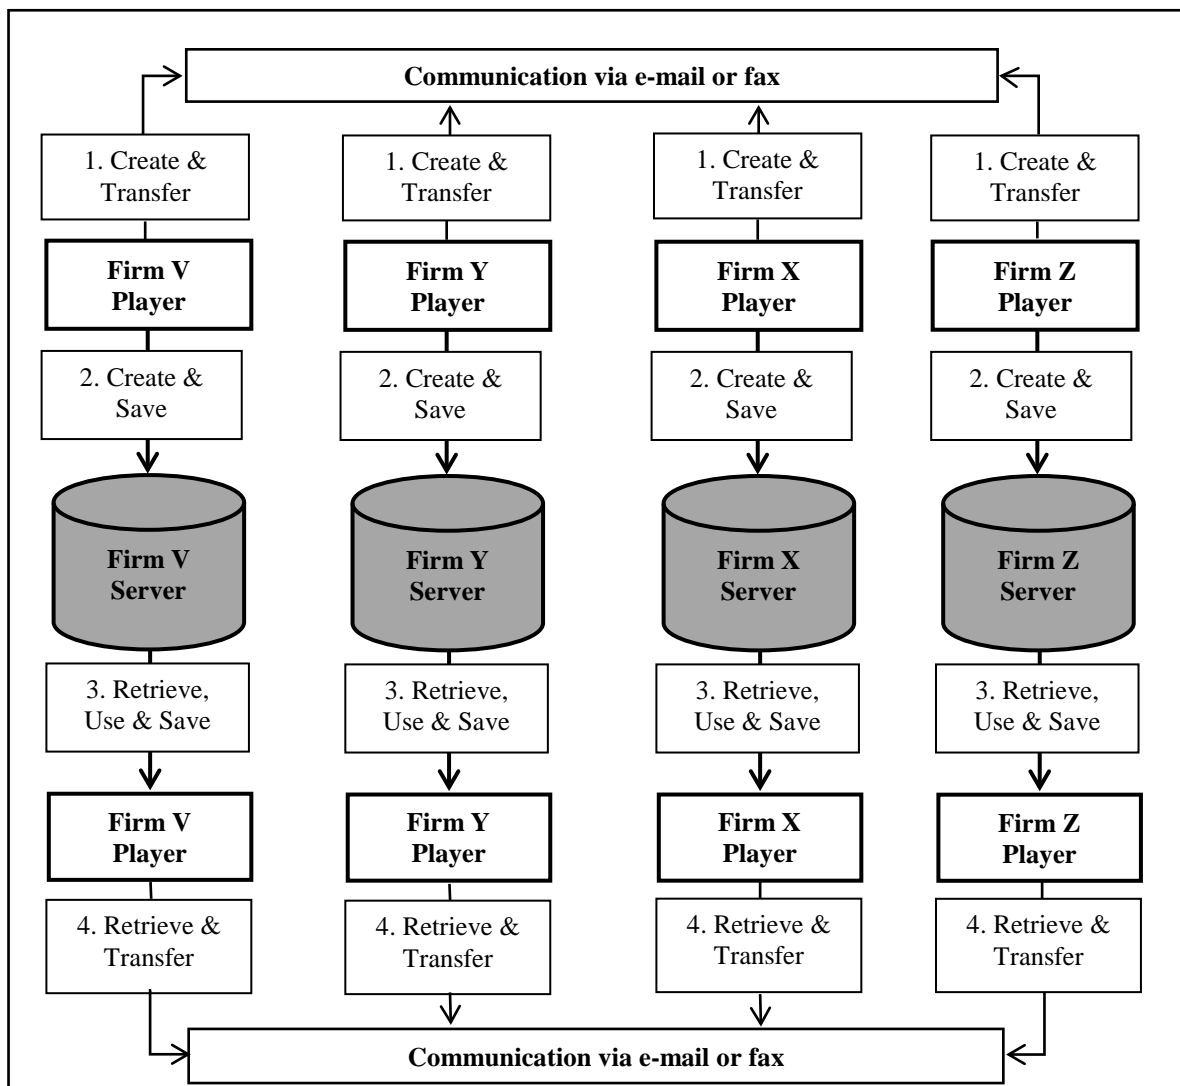 Communication via e-mail or fax
1. Create &
Transfer
1. Create &
Transfer
1. Create &
Transfer
1. Create &
Transfer
Firm V
Player
Firm Y
Player
Firm X
Player
Firm Z
Player
2. Create &
Save
2. Create &
Save
2. Create &
Save
2. Create &
Save
Firm V
Server
Firm Y
Server
Firm X
Server
Firm Z
Server
3. Retrieve,
Use & Save
3. Retrieve,
Use & Save
3. Retrieve,
Use & Save
3. Retrieve,
Use & Save
Firm V
Player
Firm Y
Player
Firm X
Player
Firm Z
Player
4. Retrieve &
Transfer
4. Retrieve &
Transfer
4. Retrieve &
Transfer
4. Retrieve &
Transfer
Communication via e-mail or fax